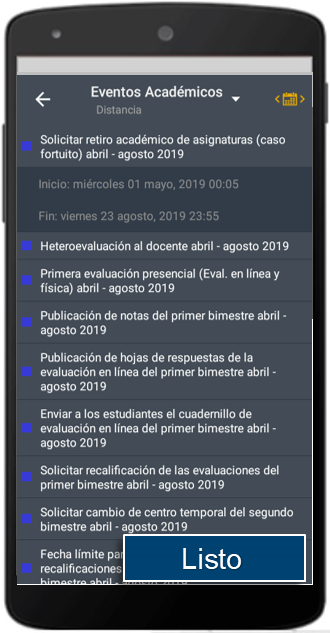 Eventos Académicos
Distancia
Solicitar retiro académico de asignaturas (caso
fortuito) abril - agosto 2019
Inicio: miércoles 01 mayo, 2019 00:05
Fin: viernes 23 agosto, 2019 23:55
Heteroevaluación al docente abril - agosto 2019
Primera evaluación presencial (Eval. en línea y
física) abril - agosto 2019
Publicación de notas del primer bimestre abril -
agosto 2019
Publicación de hojas de respuestas de la
evaluación en línea del primer bimestre abril -
agosto 2019
Enviar a los estudiantes el cuadernillo de
evaluación en línea del primer bimestre abril -
agosto 2019
Solicitar recalificación de las evaluaciones del
primer bimestre abril - agosto 2019
Solicitar cambio de centro temporal del segundo
bimestre abril - agosto 2019
Fecha límite
recalificaciones
bimestre abril - agosto 2019
Listo